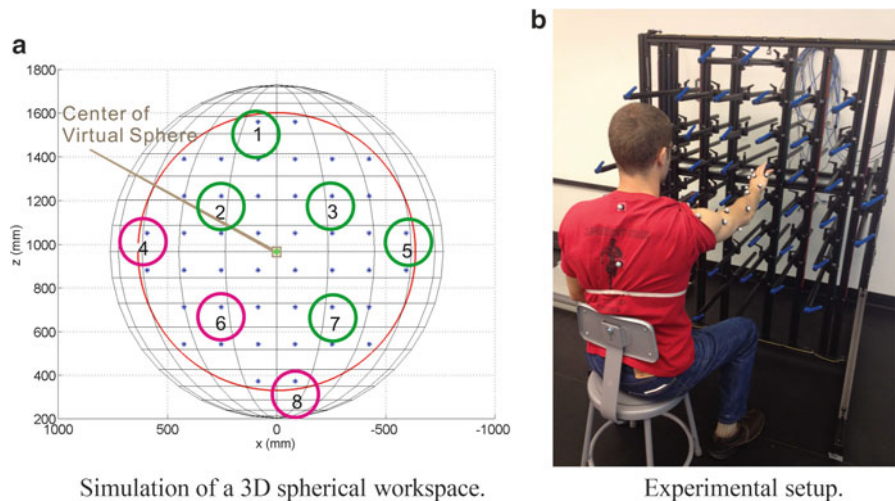 a
b
1800
1600
1400
1200
1000
800
600
400
200
z (mm)
Center of
Virtual Sphere
1
2
3
4
5
6
7
8
1000
500
0
-500
-1000
x (mm)
Simulation of a 3D spherical workspace.
Experimental setup.